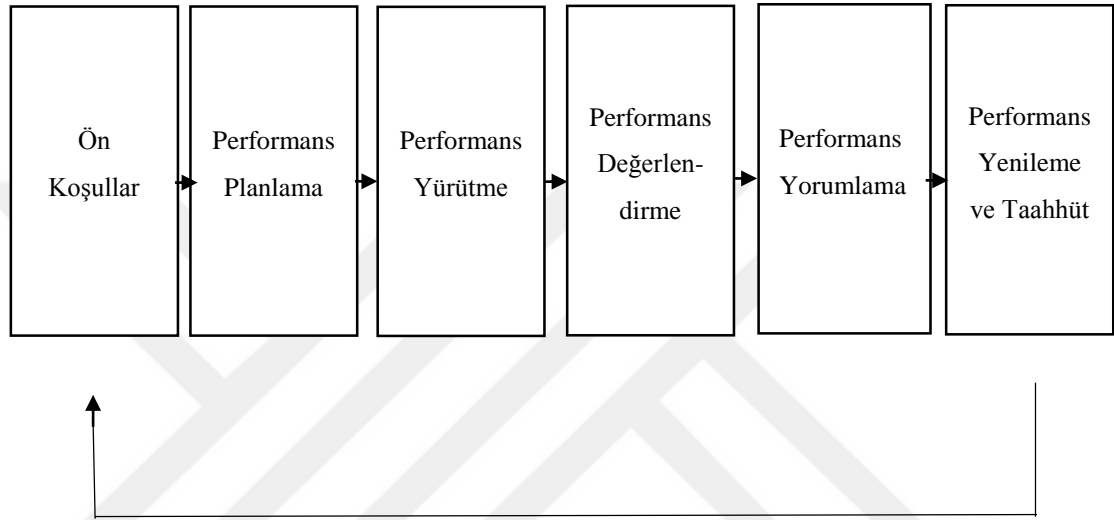 Ön
Koşullar
Performans
Planlama
Performans
Yürütme
Performans
Değerlen-
dirme
Performans
Yorumlama
Performans
Yenileme
ve Taahhüt